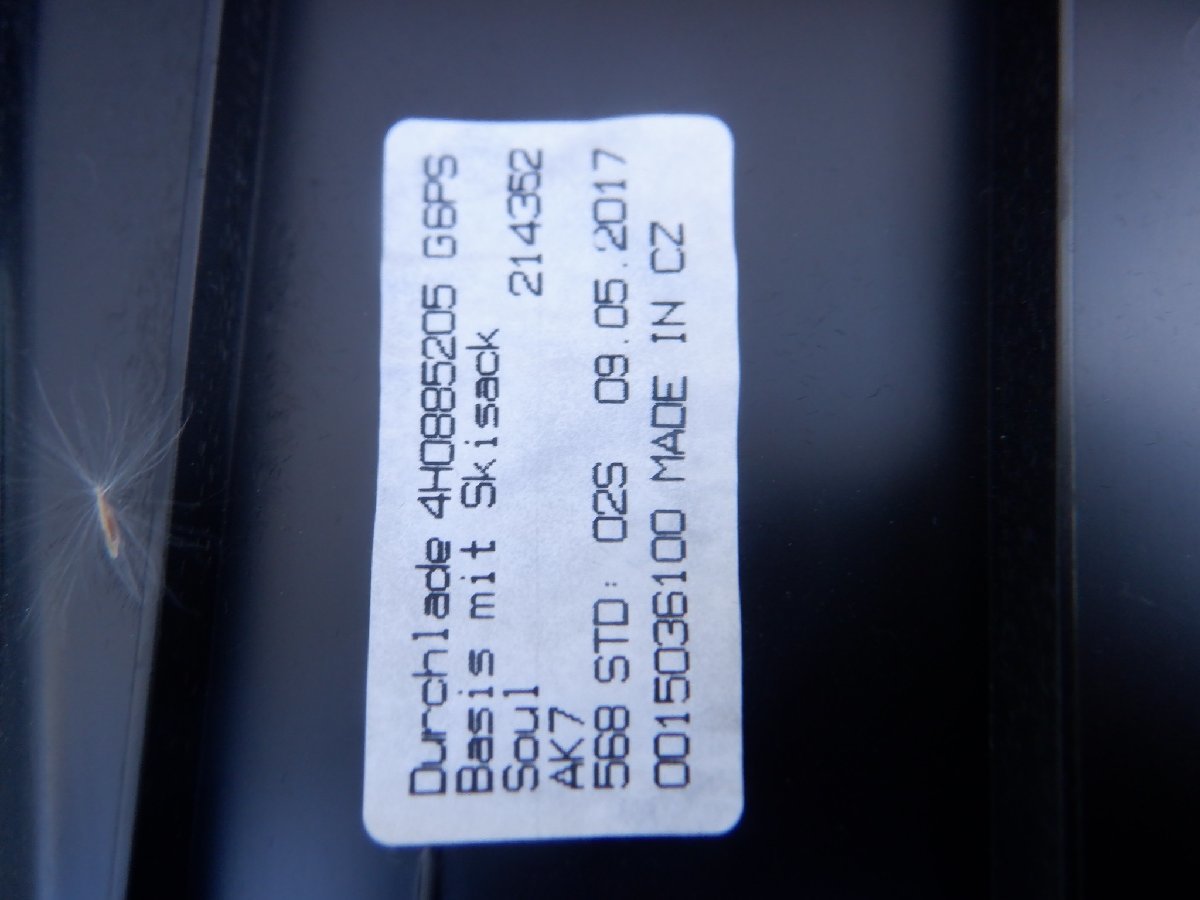 Durchlade 4H0885205 G6PS
Basis mit Skisack
Soul 214352
AK7
568 STD: 02S 09.05.2017
0015036100 MADE IN CZ